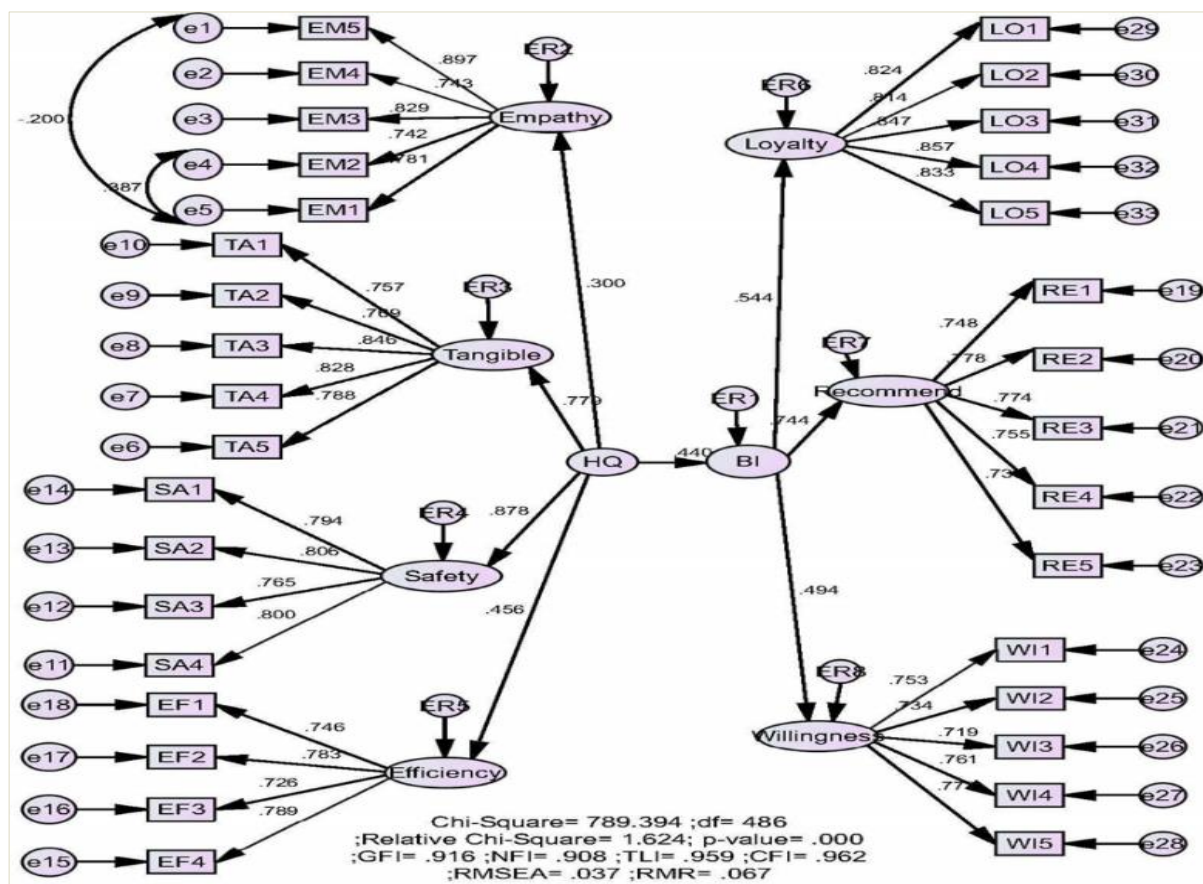 e1 EM5
e2 EM4
e3 EM3
e4 EM2
e5 EM1
-.200
.387
.897
.743
.829
.742
.781
ER2
Empathy
.300
e10 TA1
e9 TA2
e8 TA3
e7 TA4
e6 TA5
.757
.769
.846
.828
.788
ER3
Tangible
.779
e14 SA1
e13 SA2
e12 SA3
e11 SA4
.794
.806
.765
.800
ER4
Safety
.878
e18 EF1
e17 EF2
e16 EF3
e15 EF4
.746
.783
.726
.789
ER5
Efficiency
.456
HQ
.440
ER1
BI
ER6
Loyalty
.544
.824
.814
.847
.857
.833
LO1 e29
LO2 e30
LO3 e31
LO4 e32
LO5 e33
ER7
Recommend
.744
.748
.778
.774
.755
RE1 e19
RE2 e20
RE3 e21
RE4 e22
RE5 e23
.494
ER8
Willingness
.753
.734
.719
.761
WI1 e24
WI2 e25
WI3 e26
WI4 e27
WI5 e28
Chi-Square= 789.394 ;df= 486
;Relative Chi-Square= 1.624; p-value= .000
;GFI= .916 ;NFI= .908 ;TLI= .959 ;CFI= .962
;RMSEA= .037 ;RMR= .067